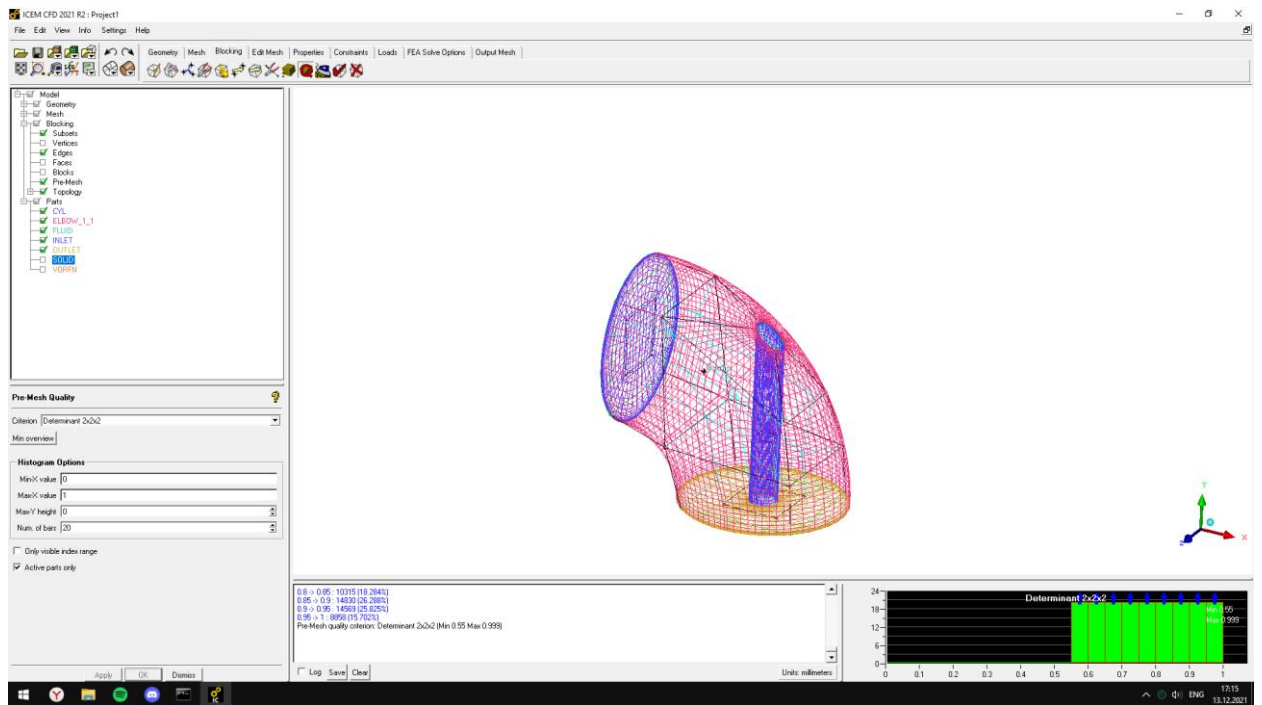 ICEM CFD 2021 R2 : Project1
File Edit View Info Settings Help
Geometry Mesh Blocking Edit Mesh Properties Constraints Loads FEA Solve Options Output Mesh
Model
Geometry
Mesh
Blocking
Subsets
Vertices
Edges
Faces
Blocks
Pre-Mesh
Topology
Parts
CYL
ELBOW_1_1
FLUID
INLET
OUTLET
SOLID
VORFN
Pre-Mesh Quality
Criterion Determinant 2x2x2
Min overview
Histogram Options
Min-X value 0
Max-X value 1
Max-Y height 0
Num. of bars 20
Only visible index range
Active parts only
Apply OK Dismiss
Y
X
Z
0.8 -> 0.85 : 10315 (18.284%)
0.85 -> 0.9 : 14830 (26.288%)
0.9 -> 0.95 : 14569 (25.825%)
0.95 -> 1 : 8858 (15.702%)
Pre-Mesh quality criterion: Determinant 2x2x2 (Min 0.55 Max 0.999)
Log Save Clear
Units: millimeters
Determinant 2x2x2
Min 0.55
Max 0.999
24
18
12
6
0
0 0.1 0.2 0.3 0.4 0.5 0.6 0.7 0.8 0.9 1
ENG
17:15
13.12.2021